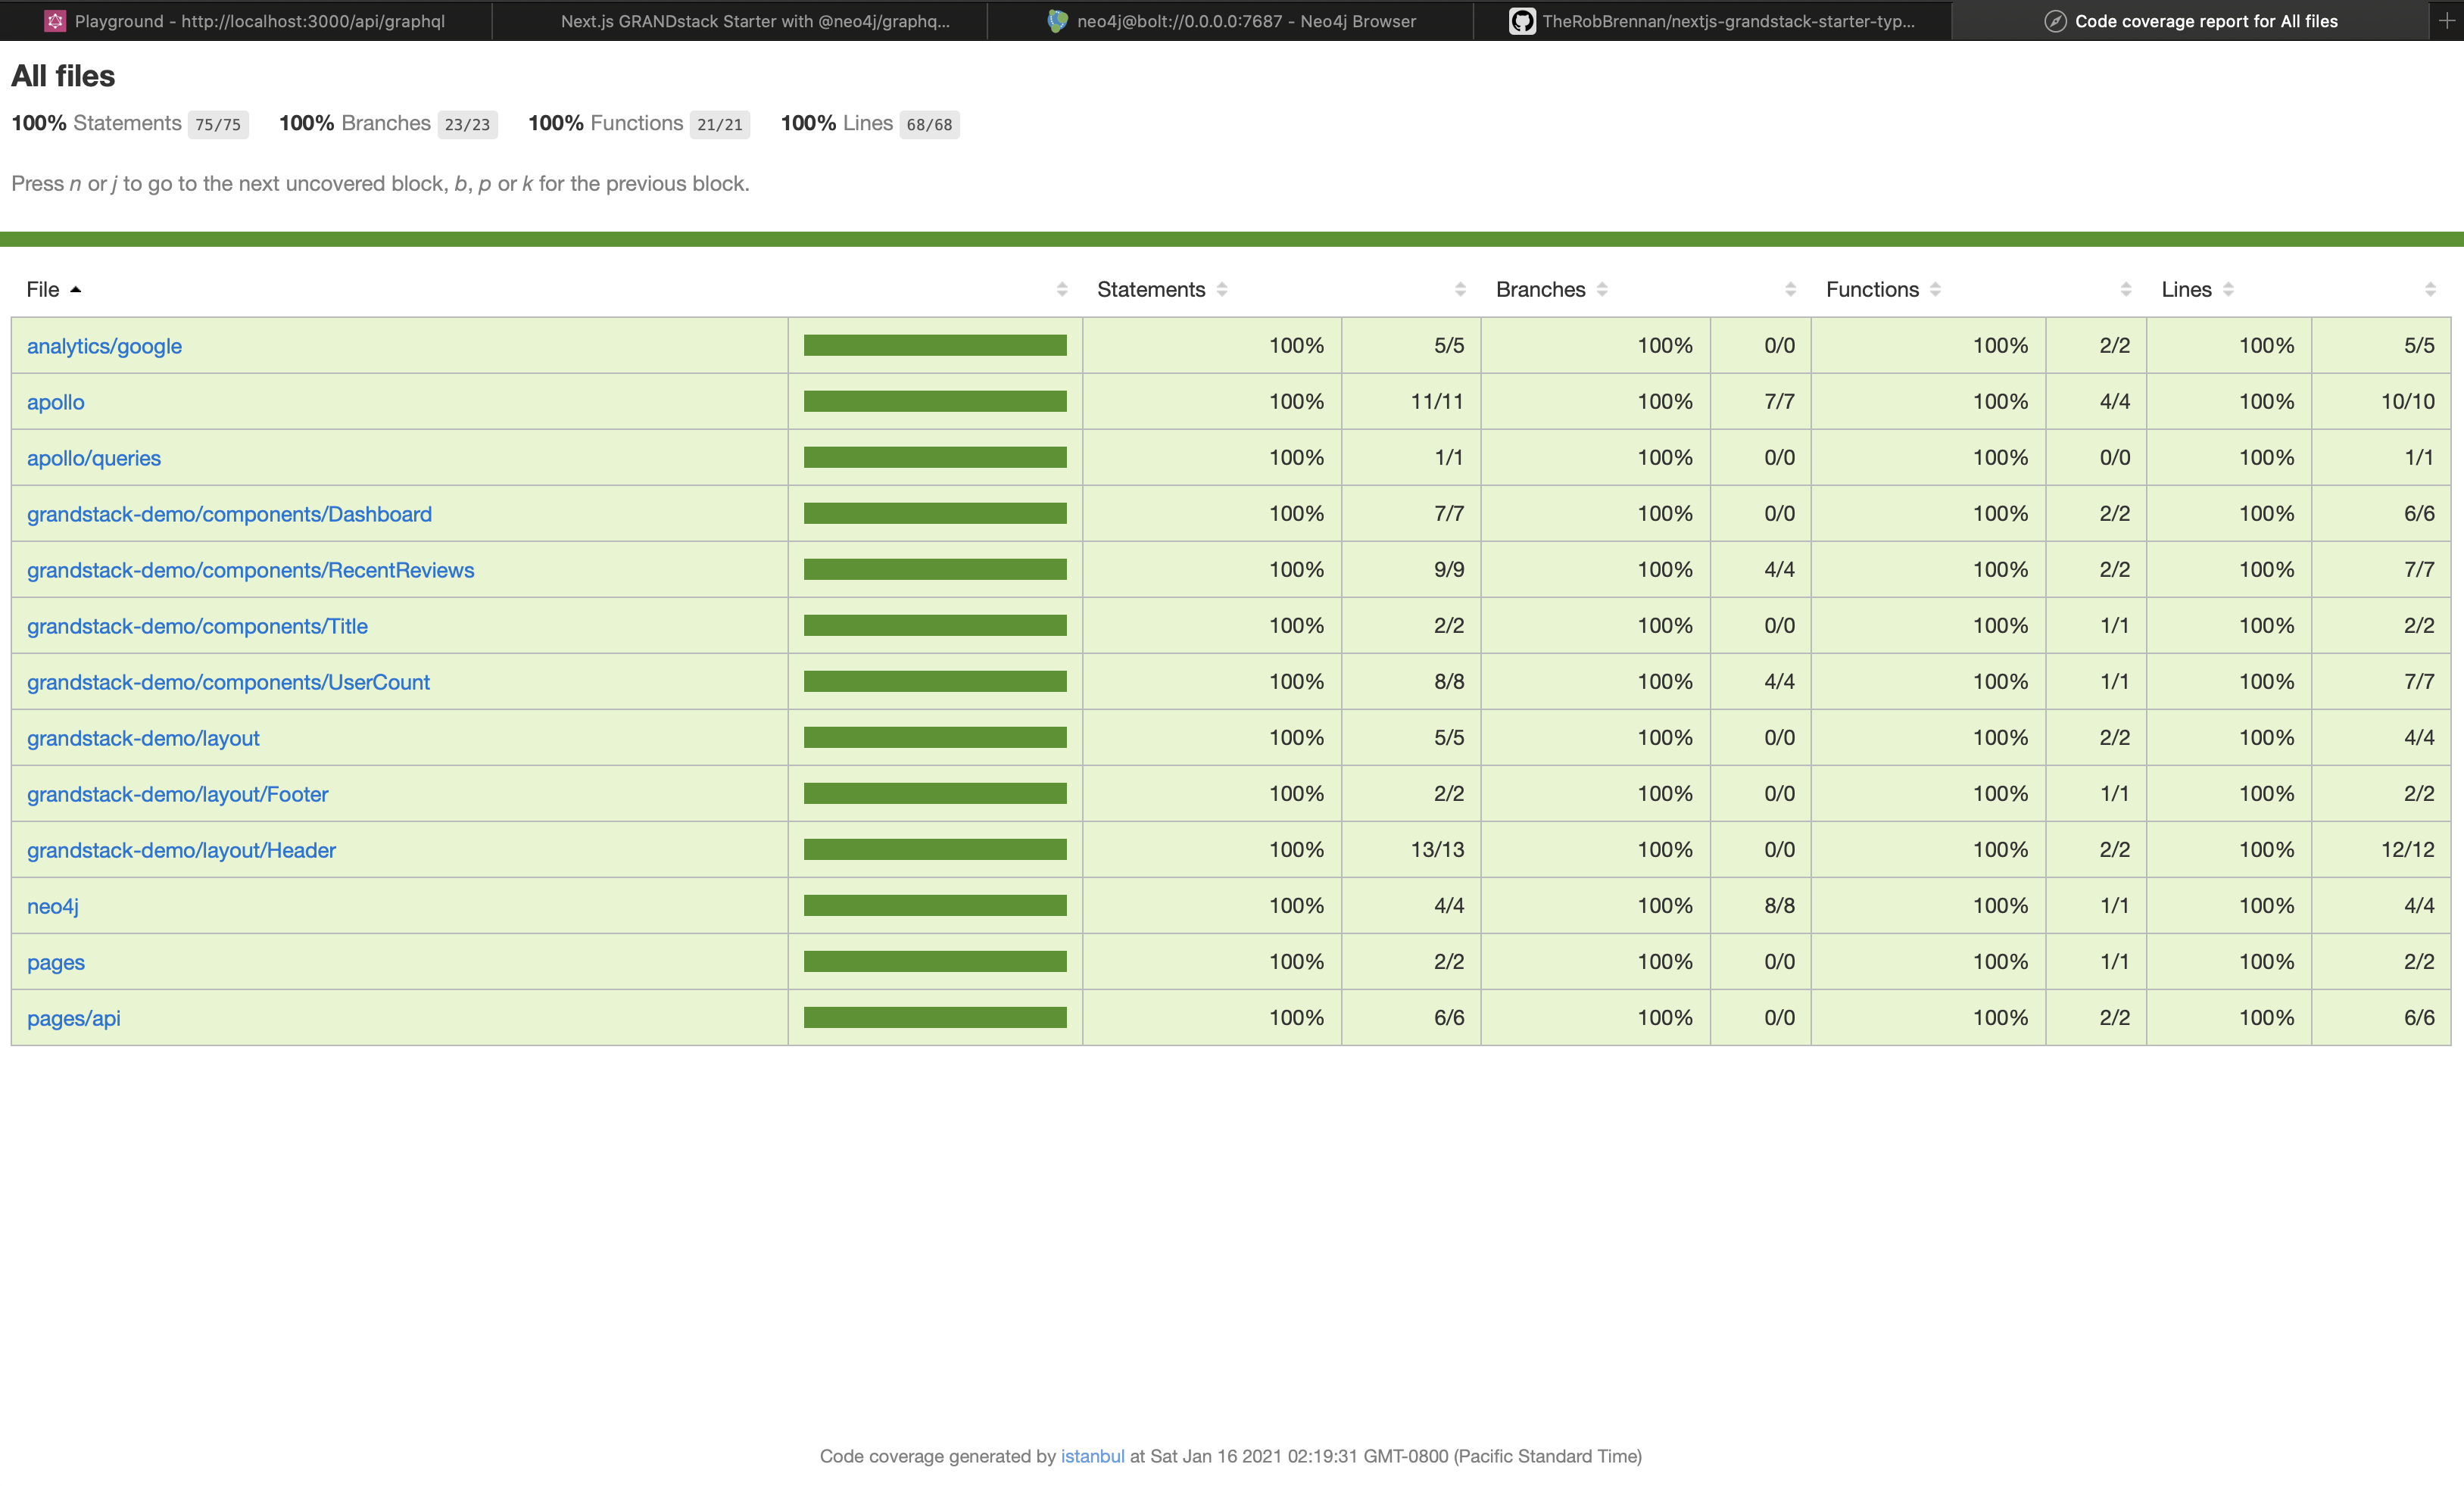 Playground - http://localhost:3000/api/graphql Next.js GRANDstack Starter with @neo4j/graphq... neo4j@bolt://0.0.0.0:7687 - Neo4j Browser TheRobBrennan/nextjs-grandstack-starter-typ... Code coverage report for All files
All files
100% Statements 75/75 100% Branches 23/23 100% Functions 21/21 100% Lines 68/68
Press n or j to go to the next uncovered block, b, p or k for the previous block.
File Statements Branches Functions Lines
analytics/google 100% 5/5 100% 0/0 100% 2/2 100% 5/5
apollo 100% 11/11 100% 7/7 100% 4/4 100% 10/10
apollo/queries 100% 1/1 100% 0/0 100% 0/0 100% 1/1
grandstack-demo/components/Dashboard 100% 7/7 100% 0/0 100% 2/2 100% 6/6
grandstack-demo/components/RecentReviews 100% 9/9 100% 4/4 100% 2/2 100% 7/7
grandstack-demo/components/Title 100% 2/2 100% 0/0 100% 1/1 100% 2/2
grandstack-demo/components/UserCount 100% 8/8 100% 4/4 100% 1/1 100% 7/7
grandstack-demo/layout 100% 5/5 100% 0/0 100% 2/2 100% 4/4
grandstack-demo/layout/Footer 100% 2/2 100% 0/0 100% 1/1 100% 2/2
grandstack-demo/layout/Header 100% 13/13 100% 0/0 100% 2/2 100% 12/12
neo4j 100% 4/4 100% 8/8 100% 1/1 100% 4/4
pages 100% 2/2 100% 0/0 100% 1/1 100% 2/2
pages/api 100% 6/6 100% 0/0 100% 2/2 100% 6/6
Code coverage generated by istanbul at Sat Jan 16 2021 02:19:31 GMT-0800 (Pacific Standard Time)